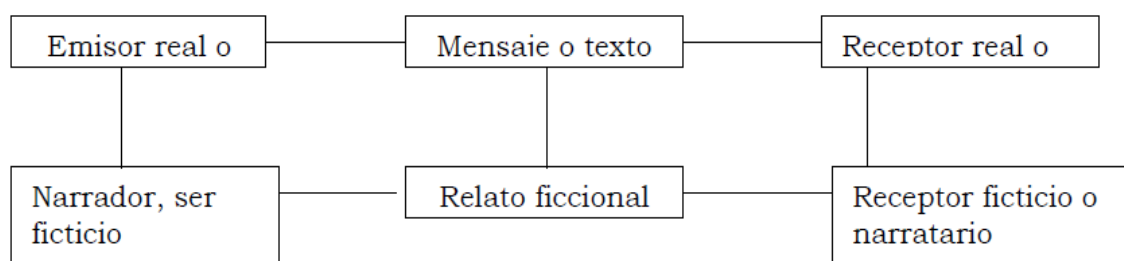 Emisor real o
Mensaje o texto
Receptor real o
Narrador, ser
ficticio
Relato ficcional
Receptor ficticio o
narratario